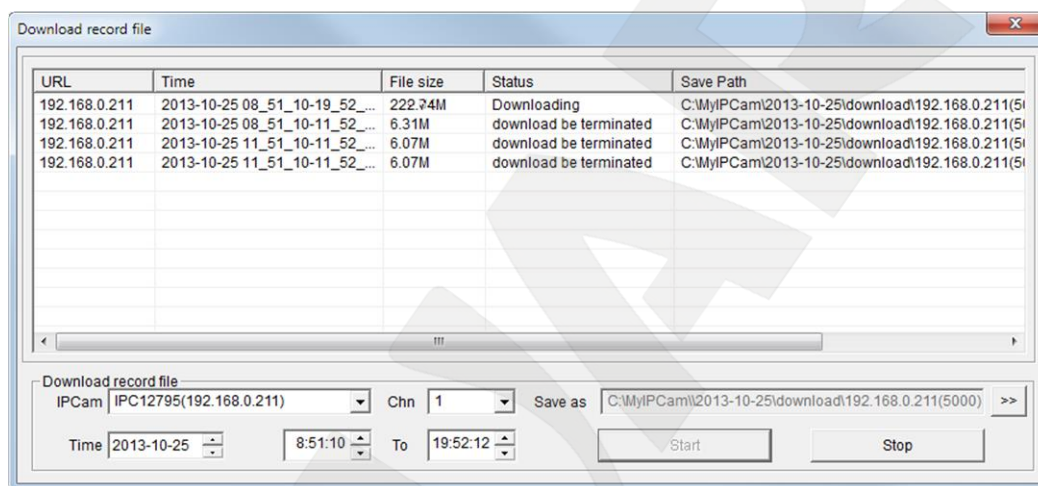 Download record file
URL Time File size Status Save Path
192.168.0.211 2013-10-25 08_51_10-19_52_... 222.74M Downloading C:\MyIPCam\2013-10-25\download\192.168.0.211(50
192.168.0.211 2013-10-25 08_51_10-11_52_... 6.31M download be terminated C:\MyIPCam\2013-10-25\download\192.168.0.211(50
192.168.0.211 2013-10-25 11_51_10-11_52_... 6.07M download be terminated C:\MyIPCam\2013-10-25\download\192.168.0.211(50
192.168.0.211 2013-10-25 11_51_10-11_52_... 6.07M download be terminated C:\MyIPCam\2013-10-25\download\192.168.0.211(50
Download record file
IPCam IPC12795(192.168.0.211) Chn 1 Save as C:\MyIPCam\\2013-10-25\download\192.168.0.211(5000) >>
Time 2013-10-25 8:51:10 To 19:52:12 Start Stop